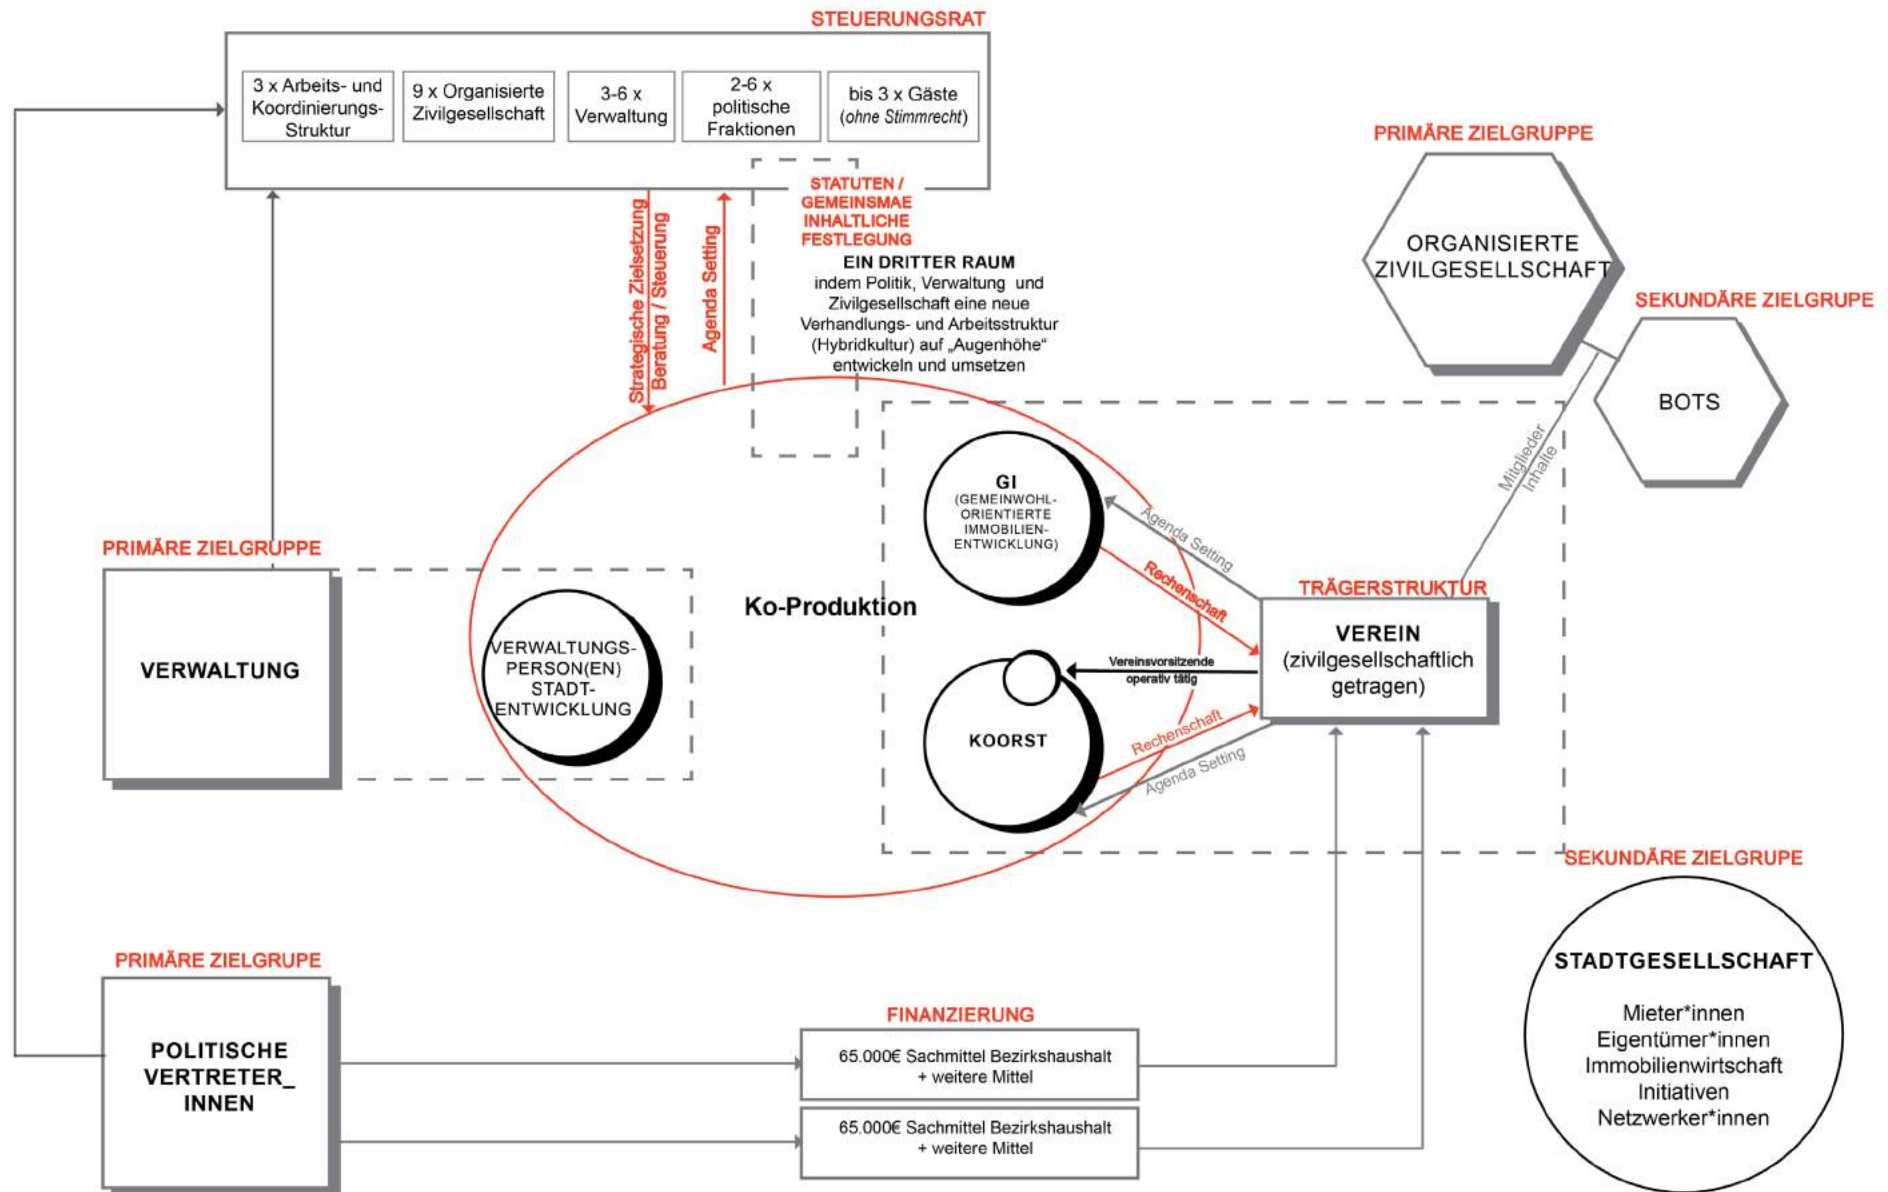 STEUERUNGSRAT
3 x Arbeits- und
Koordinierungs-
Struktur
9 x Organisierte
Zivilgesellschaft
3-6 x
Verwaltung
2-6 x
politische
Fraktionen
bis 3 x Gäste
(ohne Stimmrecht)
Strategische Zielsetzung
Beratung / Steuerung
Agenda Setting
STATUTEN /
GEMEINSMAE
INHALTLICHE
FESTLEGUNG
EIN DRITTER RAUM
indem Politik, Verwaltung und
Zivilgesellschaft eine neue
Verhandlungs- und Arbeitsstruktur
(Hybridkultur) auf „Augenhöhe“
entwickeln und umsetzen
PRIMÄRE ZIELGRUPPE
ORGANISIERTE
ZIVILGESELLSCHAFT
SEKUNDÄRE ZIELGRUPE
BOTS
Mitglieder
Inhalte
PRIMÄRE ZIELGRUPPE
VERWALTUNG
VERWALTUNGS-
PERSON(EN)
STADT-
ENTWICKLUNG
Ko-Produktion
GI
(GEMEINWOHL-
ORIENTIERTE
IMMOBILIEN-
ENTWICKLUNG)
Agenda Setting
Rechenschaft
Vereinsvorsitzende
operativ tätig
KOORST
Rechenschaft
Agenda Setting
TRÄGERSTRUKTUR
VEREIN
(zivilgesellschaftlich
getragen)
PRIMÄRE ZIELGRUPE
POLITISCHE
VERTRETER_
INNEN
FINANZIERUNG
65.000€ Sachmittel Bezirkshaushalt
+ weitere Mittel
65.000€ Sachmittel Bezirkshaushalt
+ weitere Mittel
SEKUNDÄRE ZIELGRUPE
STADTGESELLSCHAFT
Mieter*innen
Eigentümer*innen
Immobilienwirtschaft
Initiativen
Netzwerker*innen